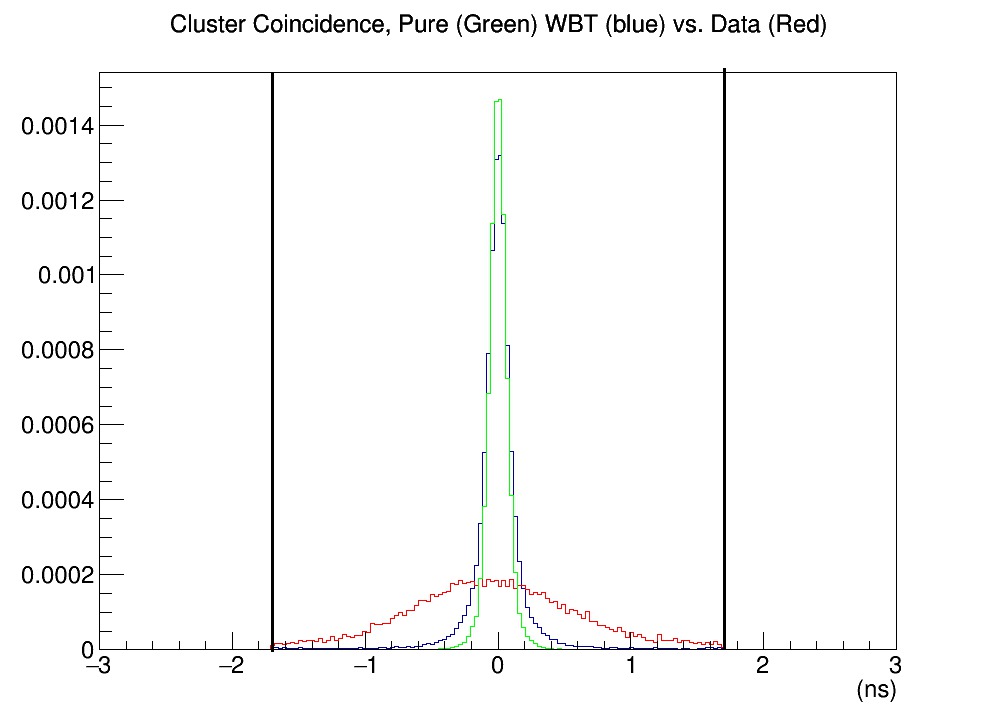 Cluster Coincidence, Pure (Green) WBT (blue) vs. Data (Red)
0.0014
0.0012
0.001
0.0008
0.0006
0.0004
0.0002
0
−3 −2 −1 0 1 2 3
(ns)